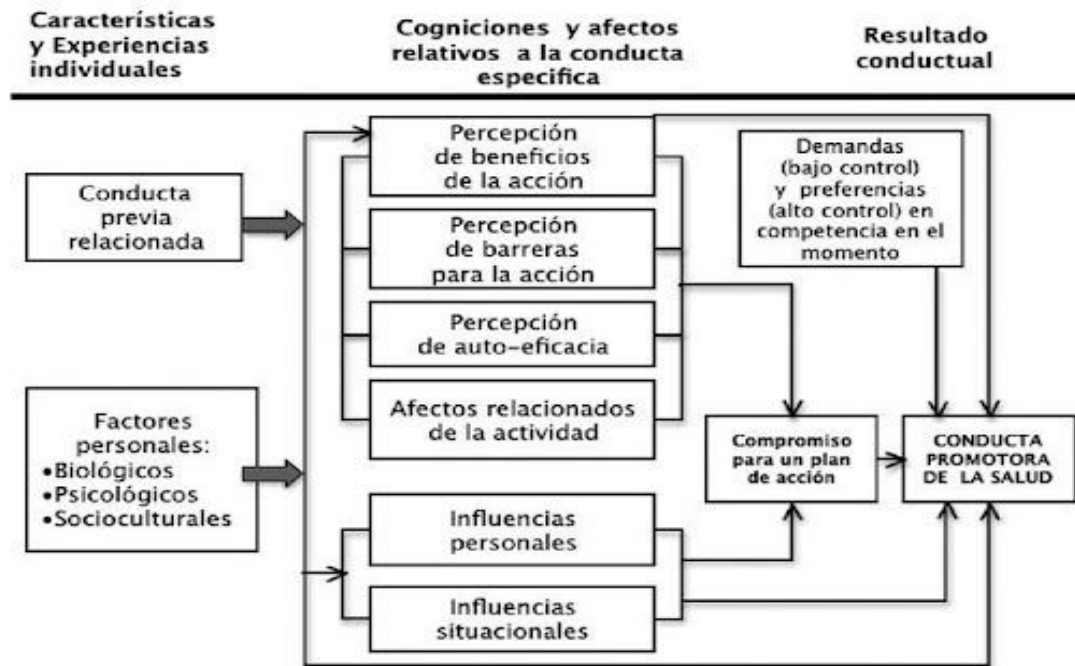 Características
y Experiencias
individuales
Cogniciones y afectos
relativos a la conducta
especifica
Resultado
conductual
Conducta
previa
relacionada
Factores
personales:
•Biológicos
•Psicológicos
•Socioculturales
Percepción
de beneficios
de la acción
Percepción
de barreras
para la acción
Percepción
de auto-eficacia
Afectos relacionados
de la actividad
Influencias
personales
Influencias
situacionales
Demandas
(bajo control)
y preferencias
(alto control) en
competencia en el
momento
Compromiso
para un plan
de acción
CONDUCTA
PROMOTORA
DE LA SALUD